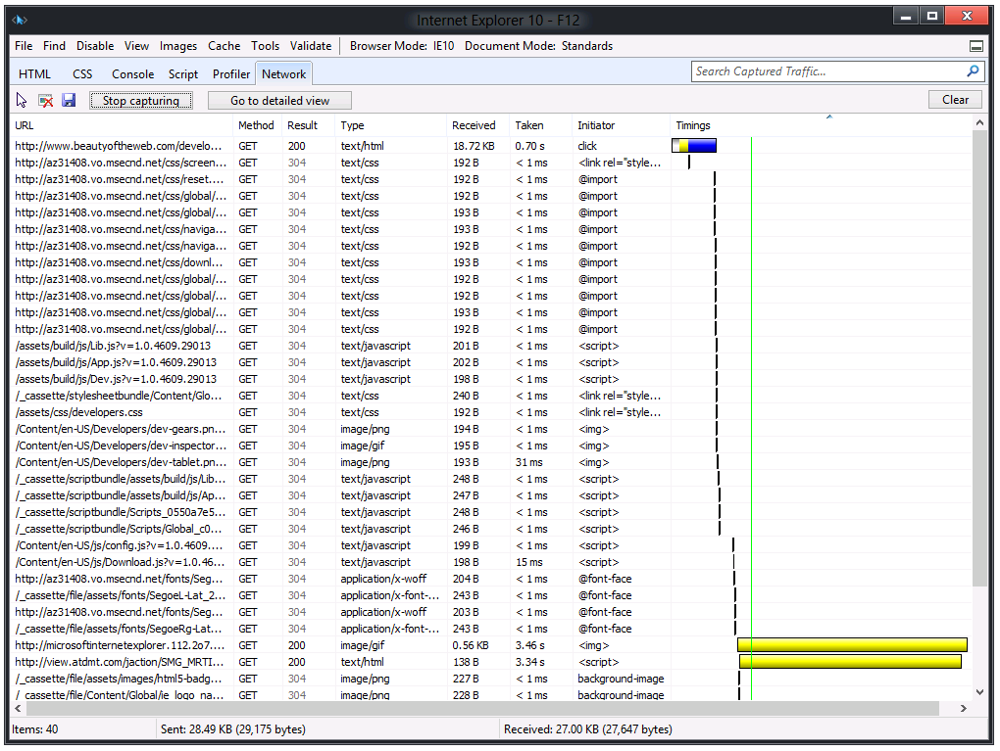 Internet Explorer 10 - F12
File Find Disable View Images Cache Tools Validate Browser Mode: IE10 Document Mode: Standards
HTML CSS Console Script Profiler Network Search Captured Traffic...
Stop capturing Go to detailed view Clear
URL Method Result Type Received Taken Initiator Timings
http://www.beautyoftheweb.com/develo... GET 200 text/html 18.72 KB 0.70 s click
http://az31408.vo.msecnd.net/css/screen... GET 304 text/css 192 B < 1 ms <link rel="style...
http://az31408.vo.msecnd.net/css/reset.... GET 304 text/css 192 B < 1 ms @import
http://az31408.vo.msecnd.net/css/global/... GET 304 text/css 192 B < 1 ms @import
http://az31408.vo.msecnd.net/css/global/... GET 304 text/css 193 B < 1 ms @import
http://az31408.vo.msecnd.net/css/naviga... GET 304 text/css 193 B < 1 ms @import
http://az31408.vo.msecnd.net/css/naviga... GET 304 text/css 192 B < 1 ms @import
http://az31408.vo.msecnd.net/css/downl... GET 304 text/css 193 B < 1 ms @import
http://az31408.vo.msecnd.net/css/global/... GET 304 text/css 192 B < 1 ms @import
http://az31408.vo.msecnd.net/css/global/... GET 304 text/css 192 B < 1 ms @import
http://az31408.vo.msecnd.net/css/global/... GET 304 text/css 193 B < 1 ms @import
http://az31408.vo.msecnd.net/css/global/... GET 304 text/css 192 B < 1 ms @import
/assets/build/js/Lib.js?v=1.0.4609.29013 GET 304 text/javascript 201 B < 1 ms <script>
/assets/build/js/App.js?v=1.0.4609.29013 GET 304 text/javascript 202 B < 1 ms <script>
/assets/build/js/Dev.js?v=1.0.4609.29013 GET 304 text/javascript 198 B < 1 ms <script>
/_cassette/stylesheetbundle/Content/Glo... GET 304 text/css 240 B < 1 ms <link rel="style...
/assets/css/developers.css GET 304 text/css 192 B < 1 ms <link rel="style...
/Content/en-US/Developers/dev-gears.pn... GET 304 image/png 194 B < 1 ms <img>
/Content/en-US/Developers/dev-inspector... GET 304 image/gif 195 B < 1 ms <img>
/Content/en-US/Developers/dev-tablet.pn... GET 304 image/png 193 B 31 ms <img>
/_cassette/scriptbundle/assets/build/js/Lib... GET 304 text/javascript 248 B < 1 ms <script>
/_cassette/scriptbundle/assets/build/js/Ap... GET 304 text/javascript 247 B < 1 ms <script>
/_cassette/scriptbundle/Scripts_0550a7e5... GET 304 text/javascript 248 B < 1 ms <script>
/_cassette/scriptbundle/Scripts/Global_c0... GET 304 text/javascript 246 B < 1 ms <script>
/Content/en-US/js/config.js?v=1.0.4609.... GET 304 text/javascript 199 B < 1 ms <script>
/Content/en-US/js/Download.js?v=1.0.46... GET 304 text/javascript 198 B 15 ms <script>
http://az31408.vo.msecnd.net/fonts/Seg... GET 304 application/x-woff 204 B < 1 ms @font-face
/_cassette/file/assets/fonts/SegoeL-Lat_2... GET 304 application/x-font-... 243 B < 1 ms @font-face
http://az31408.vo.msecnd.net/fonts/Seg... GET 304 application/x-woff 203 B < 1 ms @font-face
/_cassette/file/assets/fonts/SegoeRg-Lat... GET 304 application/x-font-... 243 B < 1 ms @font-face
http://microsoftinternetexplorer.112.2o7.... GET 200 image/gif 0.56 KB 3.46 s <img>
http://view.atdmt.com/jaction/SMG_MRTI... GET 200 text/html 138 B 3.34 s <script>
/_cassette/file/assets/images/html5-badg... GET 304 image/png 227 B < 1 ms background-image
/_cassette/file/Content/Global/ie_logo_na... GET 304 image/png 228 B < 1 ms background-image
Items: 40 Sent: 28.49 KB (29,175 bytes) Received: 27.00 KB (27,647 bytes)